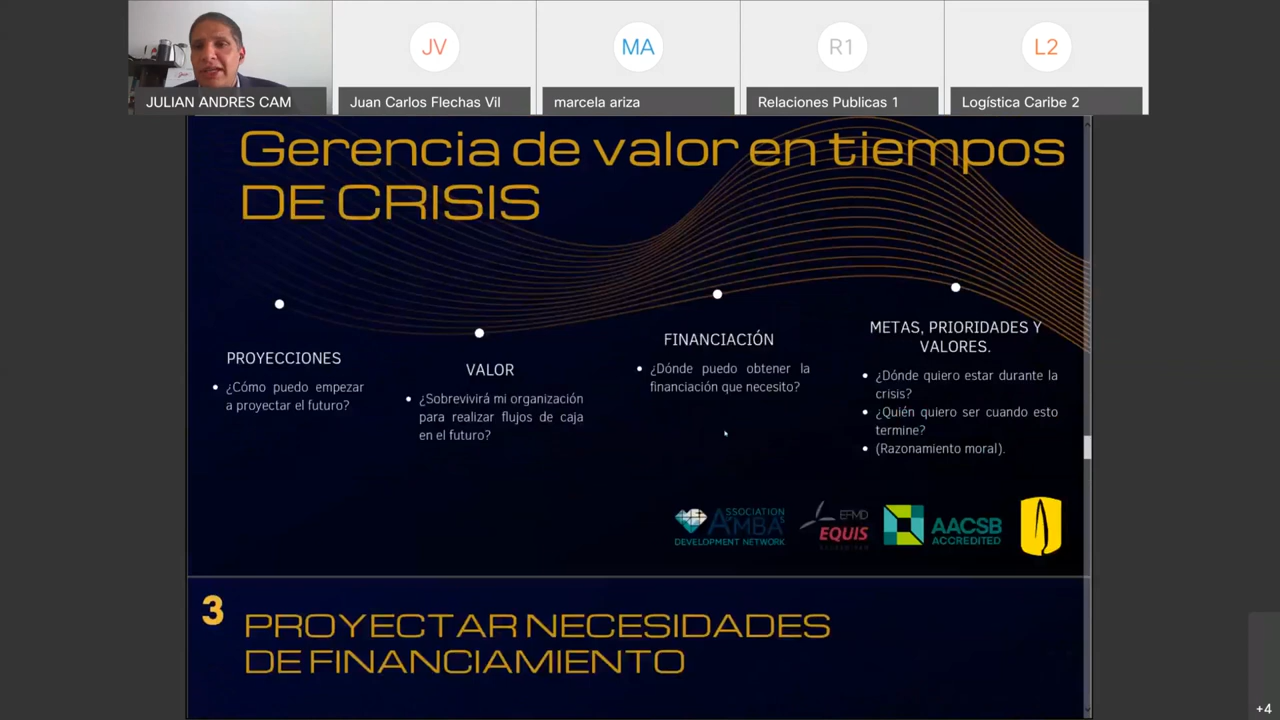 JV
MA
R1
L2
JULIAN ANDRES CAM
Juan Carlos Flechas Vil
marcela ariza
Relaciones Publicas 1
Logística Caribe 2
Gerencia de valor en tiempos
DE CRISIS
PROYECCIONES
¿Cómo puedo empezar
a proyectar el futuro?
VALOR
¿Sobrevivirá mi organización
para realizar flujos de caja
en el futuro?
FINANCIACIÓN
¿Dónde puedo obtener la
financiación que necesito?
METAS, PRIORIDADES Y
VALORES.
¿Dónde quiero estar durante la
crisis?
¿Quién quiero ser cuando esto
termine?
(Razonamiento moral).
SSOCIATION
AMBA's
DEVELOPMENT NETWORK
EFMD
EQUIS
AACSB
ACCREDITED
3
PROYECTAR NECESIDADES
DE FINANCIAMIENTO
+4